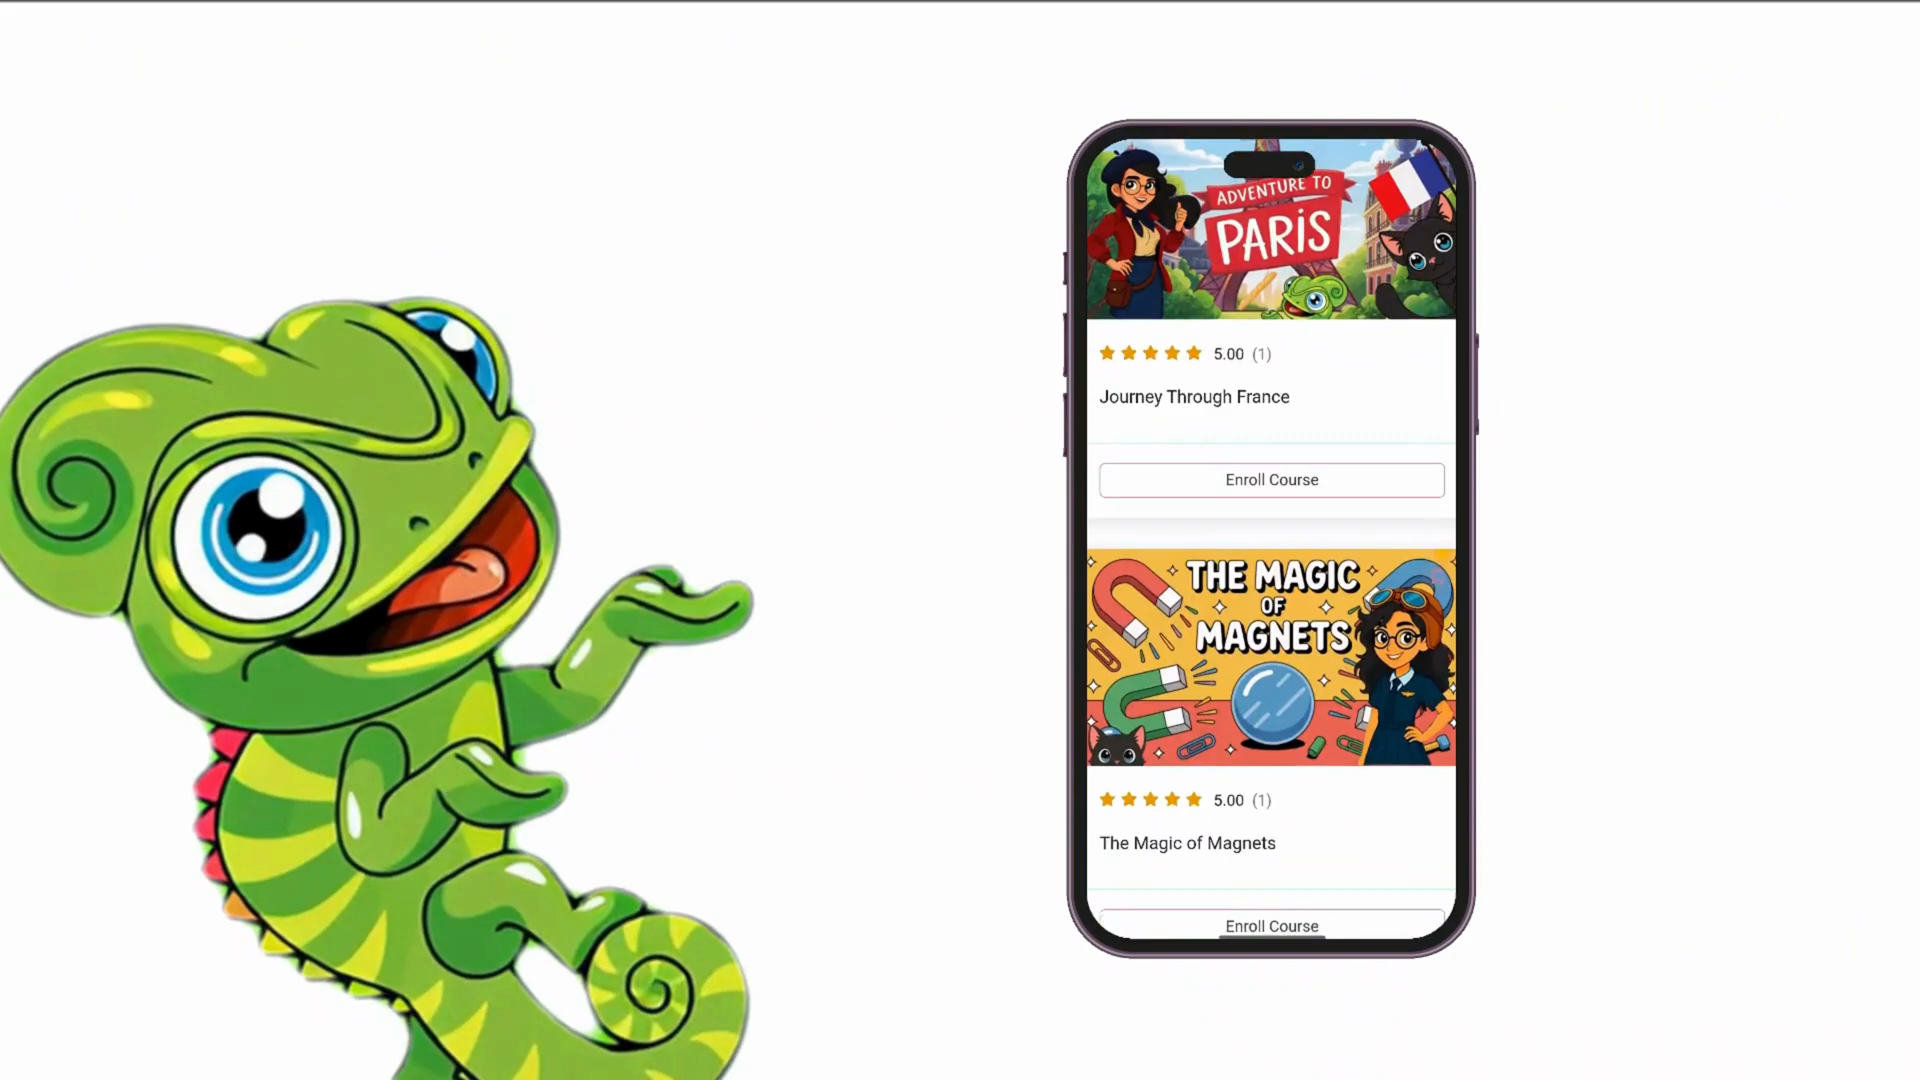 ADVENTURE TO
PARIS
5.00 (1)
Journey Through France
Enroll Course
THE MAGIC
OF
MAGNETS
5.00 (1)
The Magic of Magnets
Enroll Course